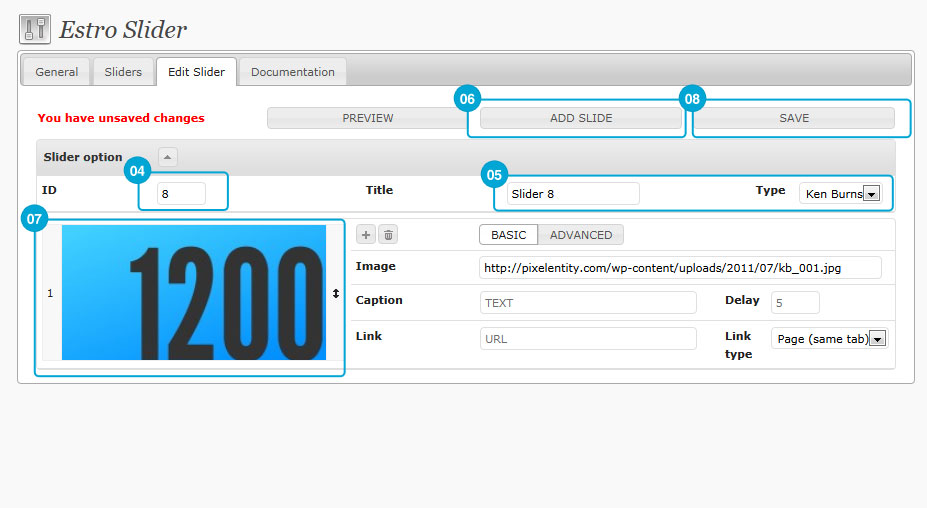 Estro Slider
General Sliders Edit Slider Documentation
06 08
You have unsaved changes PREVIEW ADD SLIDE SAVE
Slider option
04 05
ID 8 Title Slider 8 Type Ken Burns
07
1 1200
BASIC ADVANCED
Image http://pixelentity.com/wp-content/uploads/2011/07/kb_001.jpg
Caption TEXT Delay 5
Link URL Link type Page (same tab)